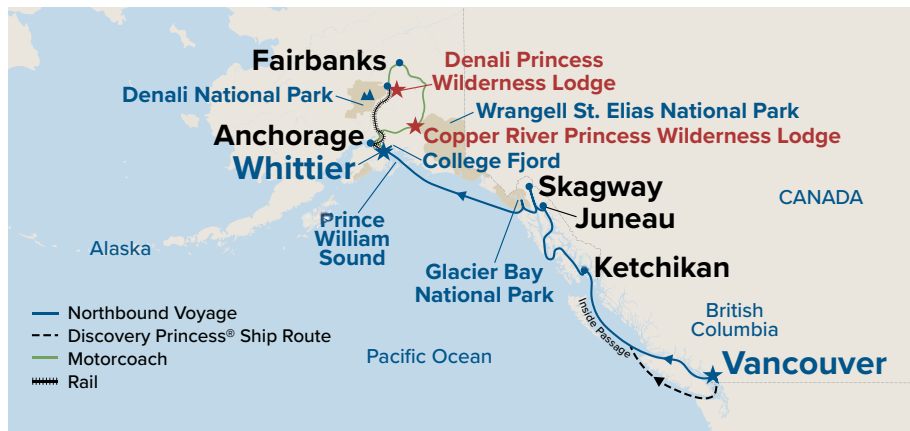 Fairbanks
Denali Princess
Wilderness Lodge
Denali National Park
Wrangell St. Elias National Park
Anchorage
Copper River Princess Wilderness Lodge
Whittier
College Fjord
Skagway
Juneau
CANADA
Prince
William
Sound
Alaska
Glacier Bay
National Park
Ketchikan
Northbound Voyage
Discovery Princess® Ship Route
Motorcoach
Rail
Inside Passage
British
Columbia
Pacific Ocean
Vancouver